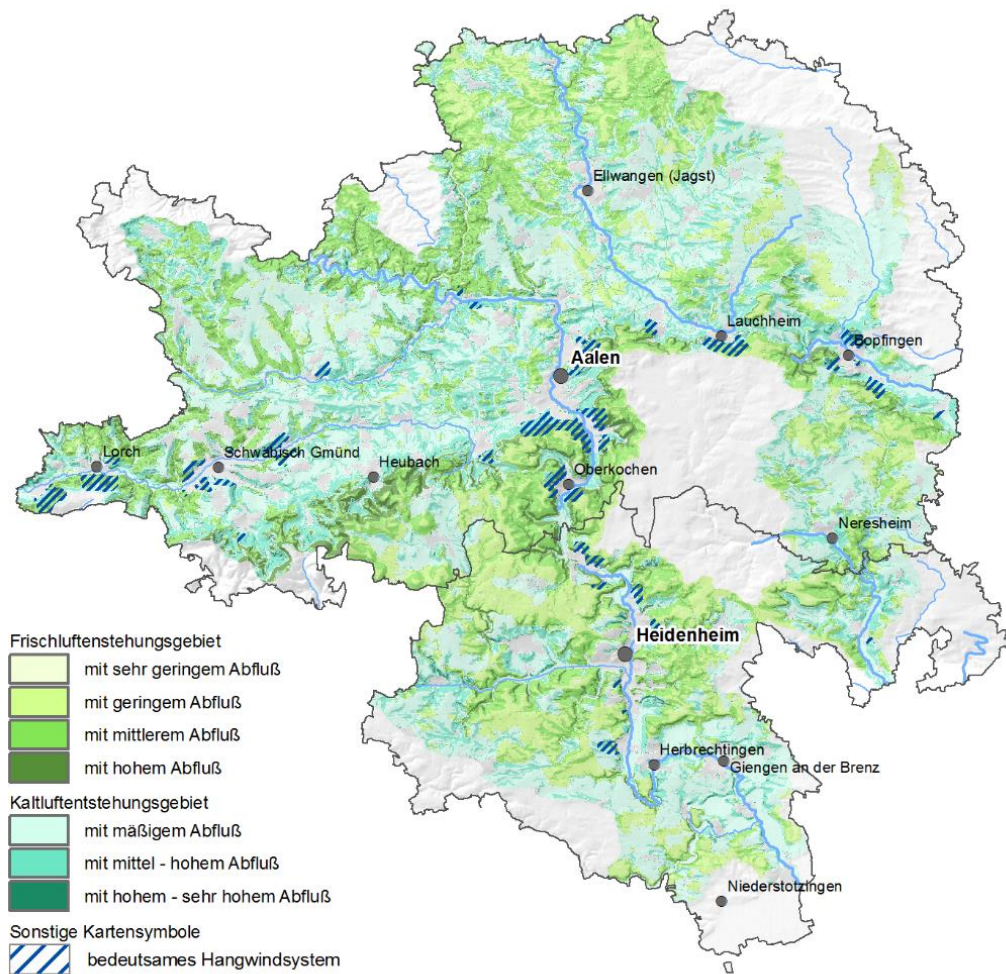 Ellwangen (Jagst)
Lauchheim
Bopfingen
Aalen
Lorch
Schwäbisch Gmünd
Heubach
Oberkochen
Neresheim
Heidenheim
Herbrechtingen
Giengen an der Brenz
Niederstotzingen
Frischluftenstehungsgebiet
mit sehr geringem Abfluß
mit geringem Abfluß
mit mittlerem Abfluß
mit hohem Abfluß
Kaltluftentstehungsgebiet
mit mäßigem Abfluß
mit mittel - hohem Abfluß
mit hohem - sehr hohem Abfluß
Sonstige Kartensymbole
bedeutsames Hangwindsystem